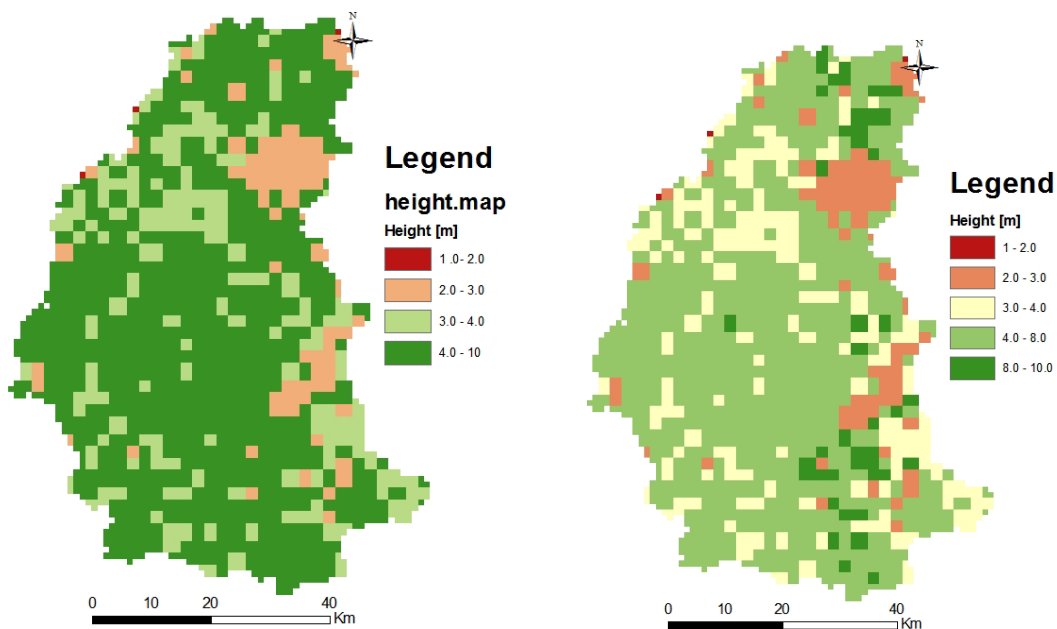 N
Legend
height.map
Height [m]
1 .0- 2.0
2.0 - 3.0
3.0 - 4.0
4.0 - 10
0 10 20 40
Km
N
Legend
Height [m]
1 - 2.0
2.0 - 3.0
3.0 - 4.0
4.0 - 8.0
8.0 - 10.0
0 10 20 40
Km